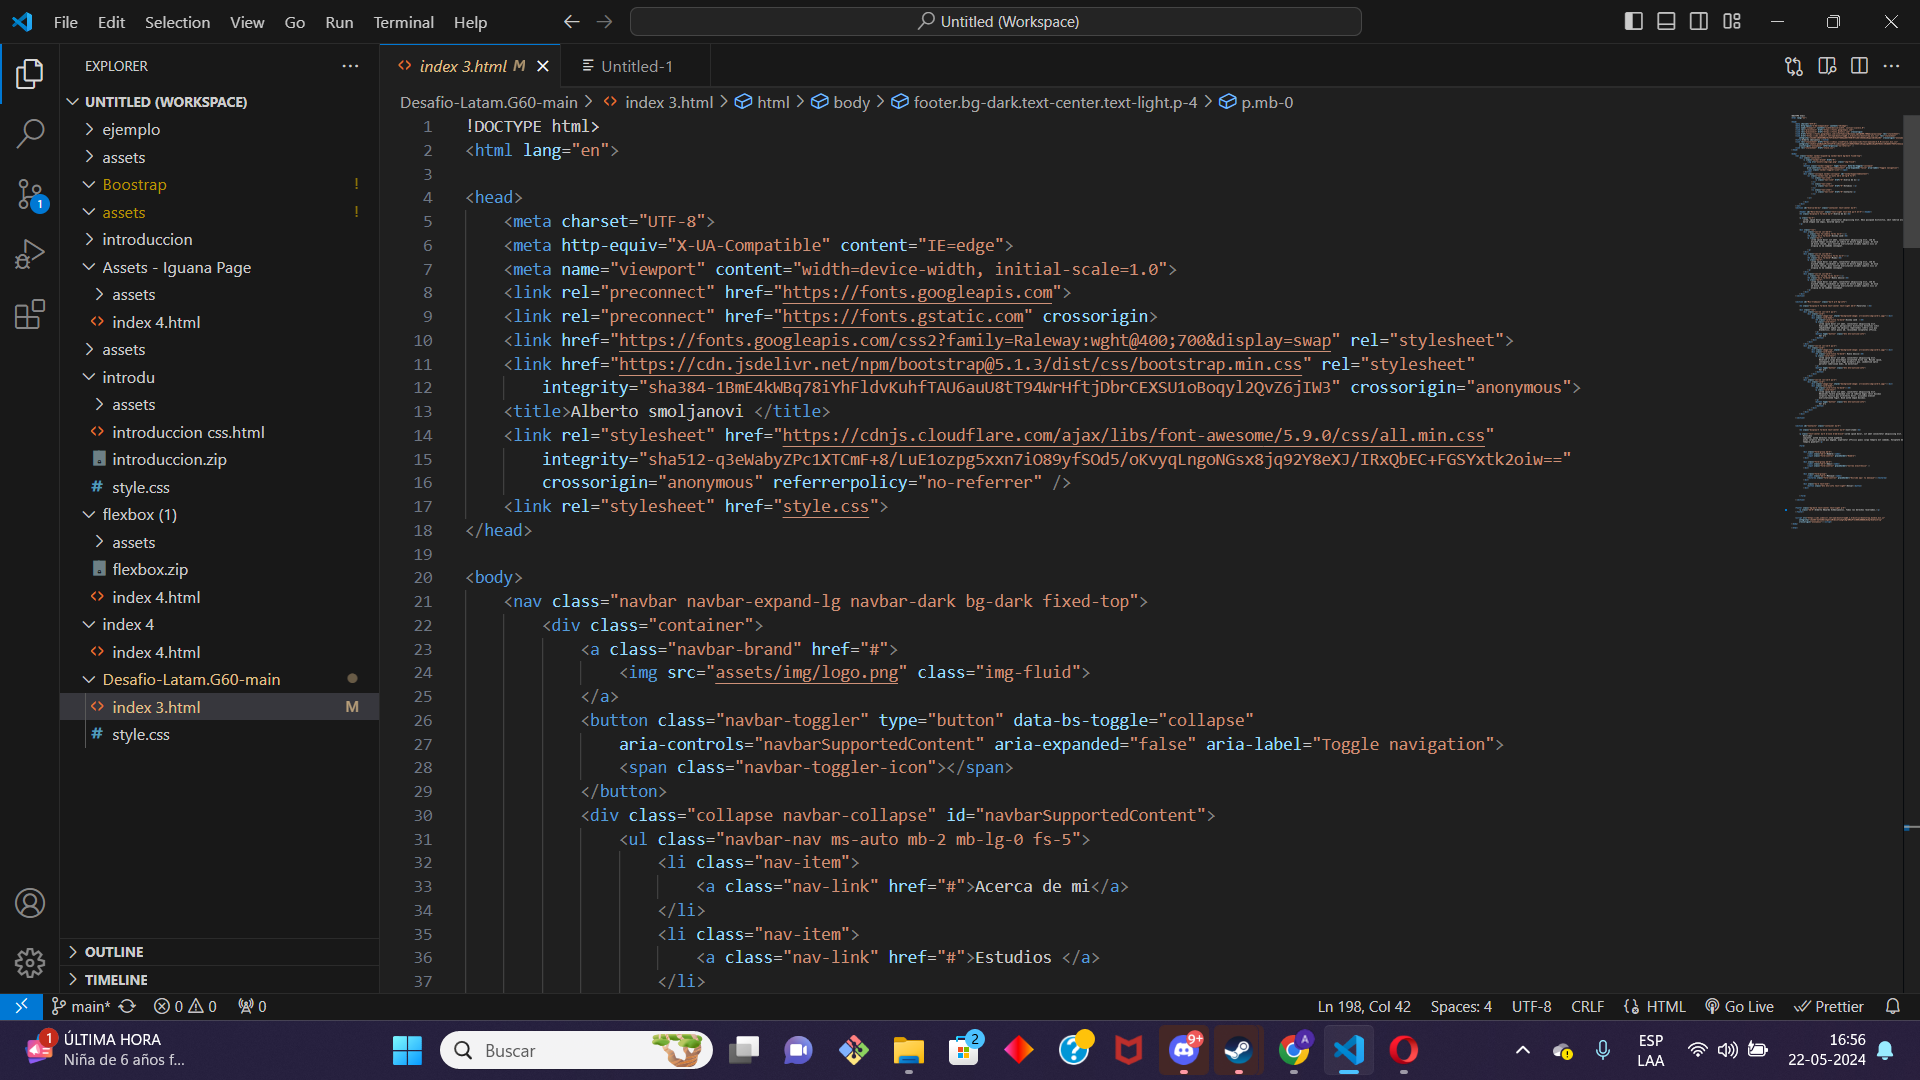 File Edit Selection View Go Run Terminal Help
Untitled (Workspace)
EXPLORER
index 3.html M
Untitled-1
UNTITLED (WORKSPACE)
ejemplo
assets
Boostrap !
assets !
introduccion
Assets - Iguana Page
assets
index 4.html
assets
introdu
assets
introduccion css.html
introduccion.zip
style.css
flexbox (1)
assets
flexbox.zip
index 4.html
index 4
index 4.html
Desafio-Latam.G60-main
index 3.html M
style.css
OUTLINE
TIMELINE
Desafio-Latam.G60-main > index 3.html > html > body > footer.bg-dark.text-center.text-light.p-4 > p.mb-0
1 !DOCTYPE html>
2 <html lang="en">
3
4 <head>
5 <meta charset="UTF-8">
6 <meta http-equiv="X-UA-Compatible" content="IE=edge">
7 <meta name="viewport" content="width=device-width, initial-scale=1.0">
8 <link rel="preconnect" href="https://fonts.googleapis.com">
9 <link rel="preconnect" href="https://fonts.gstatic.com" crossorigin>
10 <link href="https://fonts.googleapis.com/css2?family=Raleway:wght@400;700&display=swap" rel="stylesheet">
11 <link href="https://cdn.jsdelivr.net/npm/bootstrap@5.1.3/dist/css/bootstrap.min.css" rel="stylesheet"
12 integrity="sha384-1BmE4kWBq78iYhFldvKuhfTAU6auU8tT94WrHftjDbrCEXSU1oBoqyl2QvZ6jIW3" crossorigin="anonymous">
13 <title>Alberto smoljanovi </title>
14 <link rel="stylesheet" href="https://cdnjs.cloudflare.com/ajax/libs/font-awesome/5.9.0/css/all.min.css"
15 integrity="sha512-q3eWabyZPc1XTCmF+8/LuE1ozpg5xxn7iO89yfSOd5/oKvyqLngoNGsx8jq92Y8eXJ/IRxQbEC+FGSYxtk2oiw=="
16 crossorigin="anonymous" referrerpolicy="no-referrer" />
17 <link rel="stylesheet" href="style.css">
18 </head>
19
20 <body>
21 <nav class="navbar navbar-expand-lg navbar-dark bg-dark fixed-top">
22 <div class="container">
23 <a class="navbar-brand" href="#">
24 <img src="assets/img/logo.png" class="img-fluid">
25 </a>
26 <button class="navbar-toggler" type="button" data-bs-toggle="collapse"
27 aria-controls="navbarSupportedContent" aria-expanded="false" aria-label="Toggle navigation">
28 <span class="navbar-toggler-icon"></span>
29 </button>
30 <div class="collapse navbar-collapse" id="navbarSupportedContent">
31 <ul class="navbar-nav ms-auto mb-2 mb-lg-0 fs-5">
32 <li class="nav-item">
33 <a class="nav-link" href="#">Acerca de mi</a>
34 </li>
35 <li class="nav-item">
36 <a class="nav-link" href="#">Estudios </a>
37 </li>
1
main* 0 0 0
Ln 198, Col 42 Spaces: 4 UTF-8 CRLF HTML Go Live Prettier
1
ÚLTIMA HORA
Niña de 6 años f...
Buscar
2
9+
A
ESP
LAA
16:56
22-05-2024